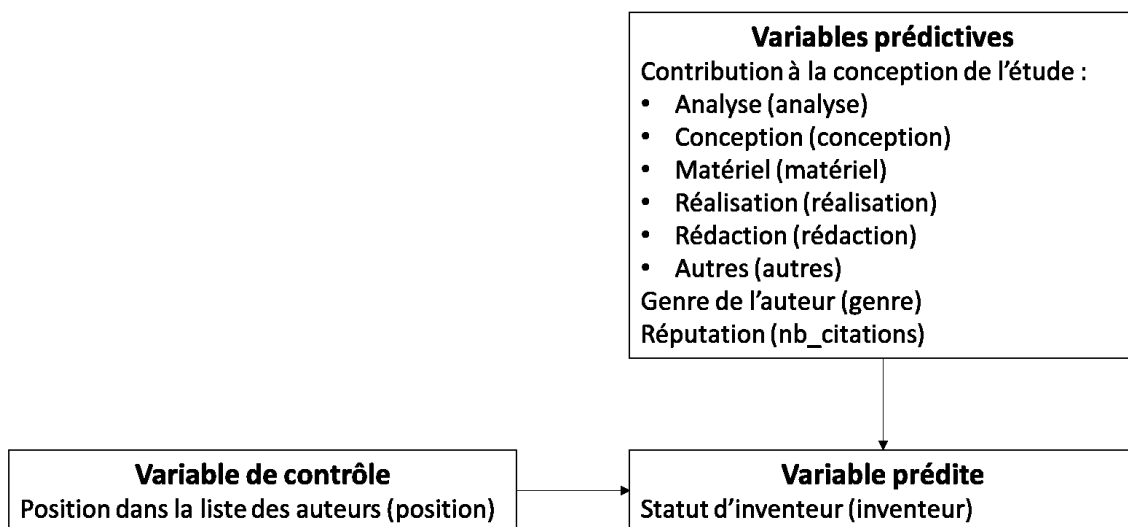 Variables prédictives
Contribution à la conception de l'étude :
• Analyse (analyse)
• Conception (conception)
• Matériel (matériel)
• Réalisation (réalisation)
• Rédaction (rédaction)
• Autres (autres)
Genre de l'auteur (genre)
Réputation (nb_citations)
Variable de contrôle
Position dans la liste des auteurs (position)
Variable prédite
Statut d'inventeur (inventeur)